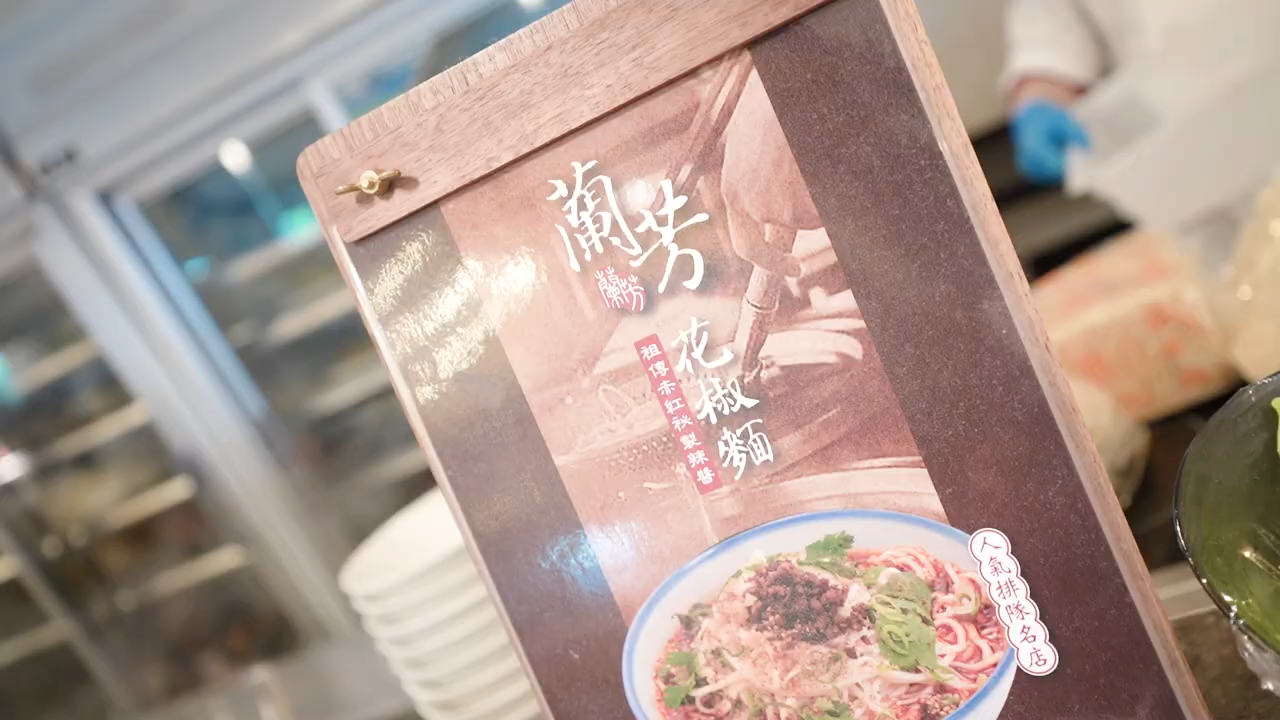 蘭芳
蘭芳
花椒麵
祖傳赤紅秘製辣醬
人氣排隊名店